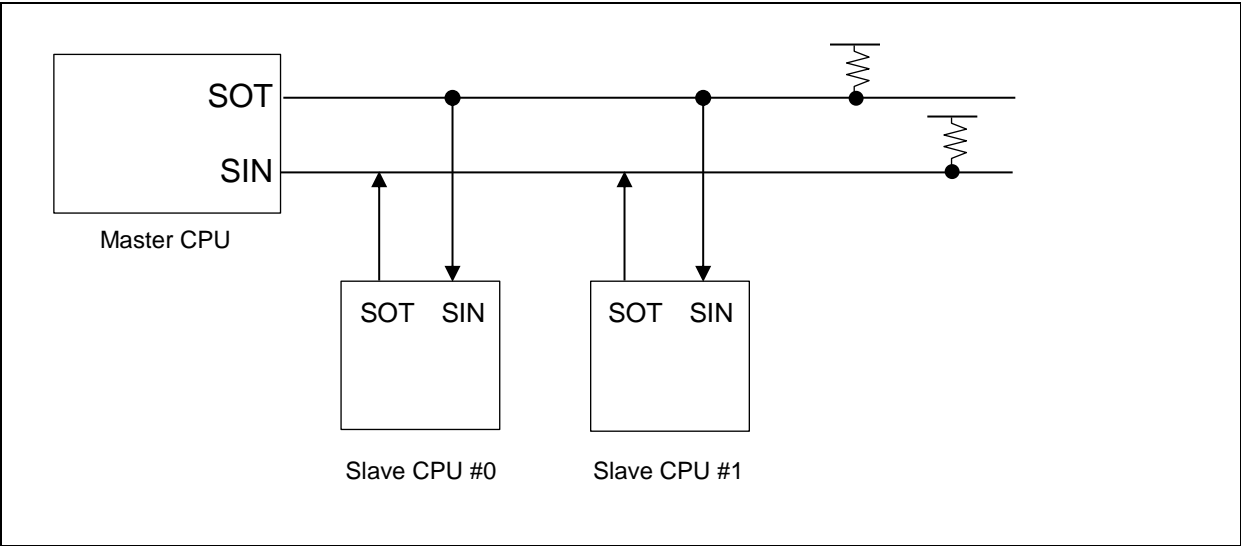 SOT
SIN
Master CPU
SOT SIN
SOT SIN
Slave CPU #0
Slave CPU #1